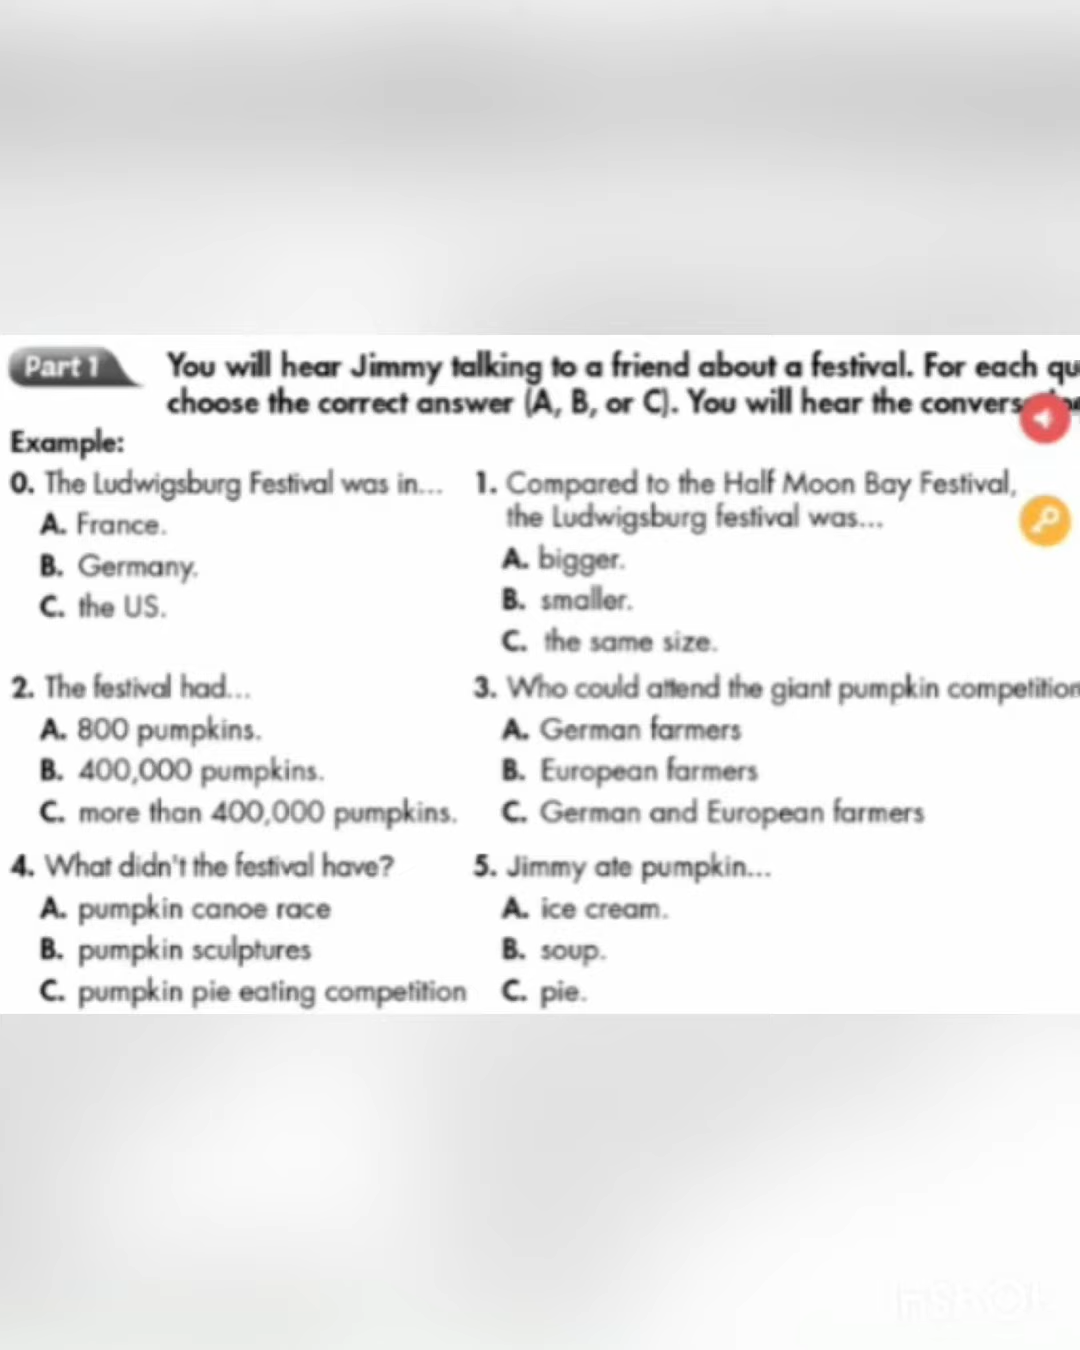 Part 1
You will hear Jimmy talking to a friend about a festival. For each qu
choose the correct answer (A, B, or C). You will hear the convers
Example:
0. The Ludwigsburg Festival was in...
A. France.
B. Germany.
C. the US.
1. Compared to the Half Moon Bay Festival,
the Ludwigsburg festival was...
A. bigger.
B. smaller.
C. the same size.
2. The festival had...
A. 800 pumpkins.
B. 400,000 pumpkins.
C. more than 400,000 pumpkins.
3. Who could attend the giant pumpkin competition
A. German farmers
B. European farmers
C. German and European farmers
4. What didn't the festival have?
A. pumpkin canoe race
B. pumpkin sculptures
C. pumpkin pie eating competition
5. Jimmy ate pumpkin...
A. ice cream.
B. soup.
C. pie.